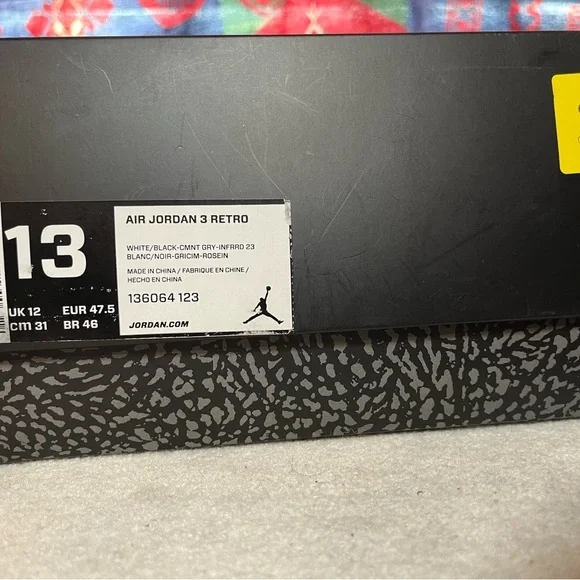 13
UK 12 EUR 47.5
CM 31 BR 46
AIR JORDAN 3 RETRO
WHITE/BLACK-CMNT GRY-INFRRD 23
BLANC/NOIR-GRICIM-ROSEIN
MADE IN CHINA / FABRIQUE EN CHINE /
HECHO EN CHINA
136064 123
JORDAN.COM